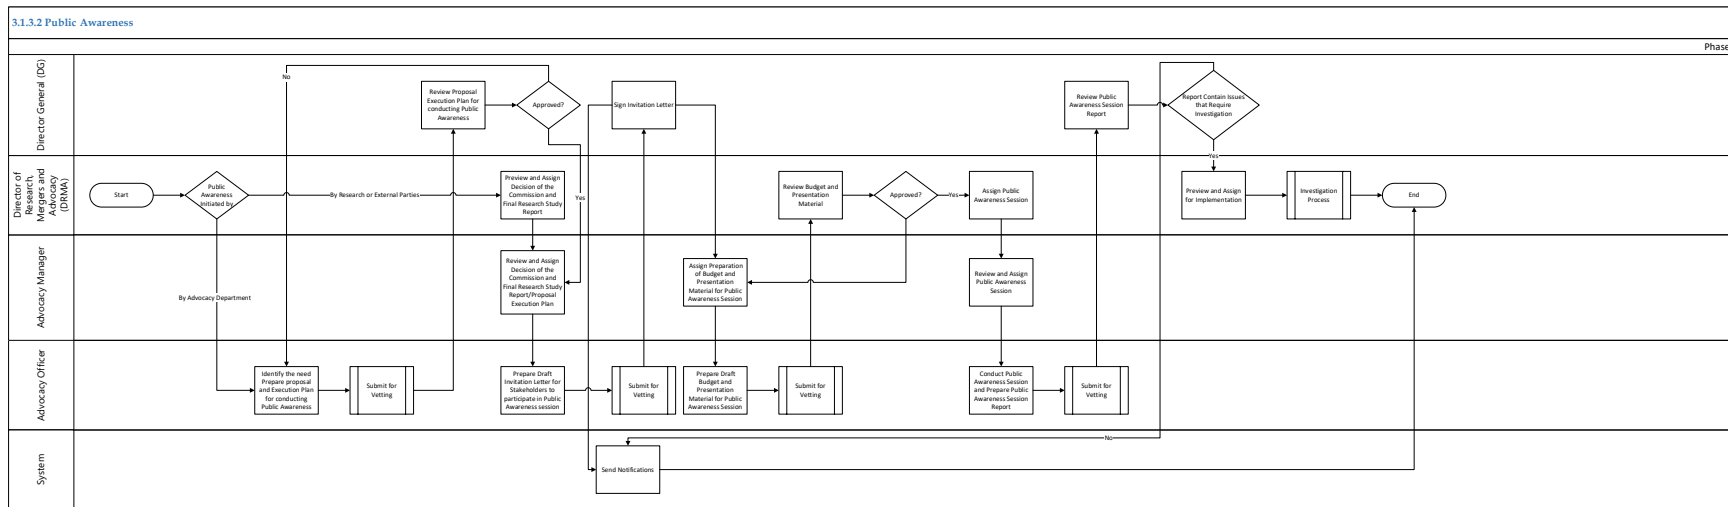 3.1.3.2 Public Awareness
Phase
Director General (DG)
No
Review Proposal
Execution Plan for
conducting Public
Awareness
Approved?
Sign Invitation Letter
Review Public
Awareness Session
Report
Report Contain Issues
that Require
Investigation
Yes
Director of
Research,
Mergers and
Advocacy
(DRMA)
Start
Public
Awareness
Initiated by
By Research or External Parties
Preview and Assign
Decision of the
Commission and
Final Research Study
Report
Yes
Review Budget and
Presentation
Material
Approved?
Yes
Assign Public
Awareness Session
Preview and Assign
for Implementation
Investigation
Process
End
Advocacy Manager
By Advocacy Department
Review and Assign
Decision of the
Commission and
Final Research Study
Report/Proposal
Execution Plan
Assign Preparation
of Budget and
Presentation
Material for Public
Awareness Session
Review and Assign
Public Awareness
Session
Advocacy Officer
Identify the need
Prepare proposal
and Execution Plan
for conducting
Public Awareness
Submit for
Vetting
Prepare Draft
Invitation Letter for
Stakeholders to
participate in Public
Awareness session
Submit for
Vetting
Prepare Draft
Budget and
Presentation
Material for Public
Awareness Session
Submit for
Vetting
Conduct Public
Awareness Session
and Prepare Public
Awareness Session
Report
Submit for
Vetting
System
No
Send Notifications